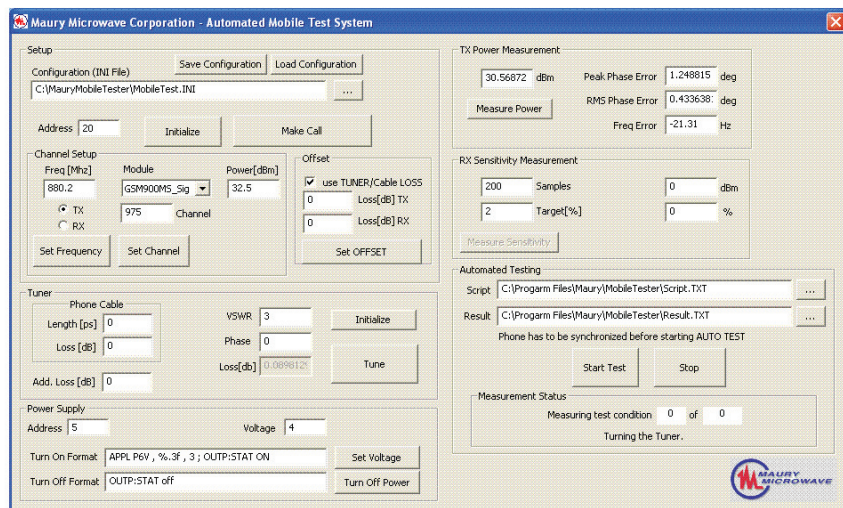 Maury Microwave Corporation - Automated Mobile Test System
Setup
Save Configuration Load Configuration
Configuration (INI File)
C:\MauryMobileTester\MobileTest.INI ...
Address 20 Initialize Make Call
Channel Setup
Freq [Mhz] Module Power[dBm]
880.2 GSM900MS_Sig 32.5
TX
RX
975 Channel
Set Frequency Set Channel
Offset
use TUNER/Cable LOSS
0 Loss[dB] TX
0 Loss[dB] RX
Set OFFSET
Tuner
Phone Cable
Length [ps] 0
Loss [dB] 0
Add. Loss [dB] 0
VSWR 3 Initialize
Phase 0
Loss[db] Tune
Power Supply
Address 5 Voltage 4
Turn On Format APPL P6V , %.3f , 3 ; OUTP:STAT ON Set Voltage
Turn Off Format OUTP:STAT off Turn Off Power
TX Power Measurement
30.56872 dBm
Measure Power
Peak Phase Error 1.248815 deg
RMS Phase Error deg
Freq Error -21.31 Hz
RX Sensitivity Measurement
200 Samples 0 dBm
2 Target[%] 0 %
Measure Sensitivity
Automated Testing
Script C:\Progarm Files\Maury\MobileTester\Script.TXT ...
Result C:\Progarm Files\Maury\MobileTester\Result.TXT ...
Phone has to be synchronized before starting AUTO TEST
Start Test Stop
Measurement Status
Measuring test condition 0 of 0
Turning the Tuner.
MAURY
MICROWAVE